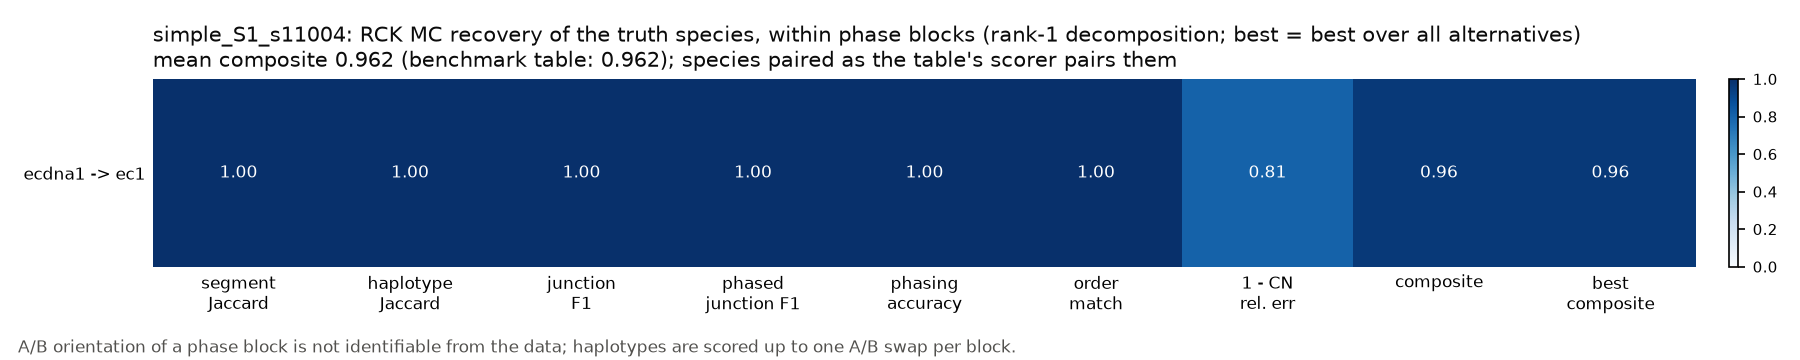 simple_S1_s11004: RCK MC recovery of the truth species, within phase blocks (rank-1 decomposition; best = best over all alternatives)
mean composite 0.962 (benchmark table: 0.962); species paired as the table's scorer pairs them
ecdna1 -> ec1
1.00 1.00 1.00 1.00 1.00 1.00 0.81 0.96 0.96
segment haplotype junction phased phasing order 1 - CN composite best
Jaccard Jaccard F1 junction F1 accuracy match rel. err composite
1.0
0.8
0.6
0.4
0.2
0.0
A/B orientation of a phase block is not identifiable from the data; haplotypes are scored up to one A/B swap per block.